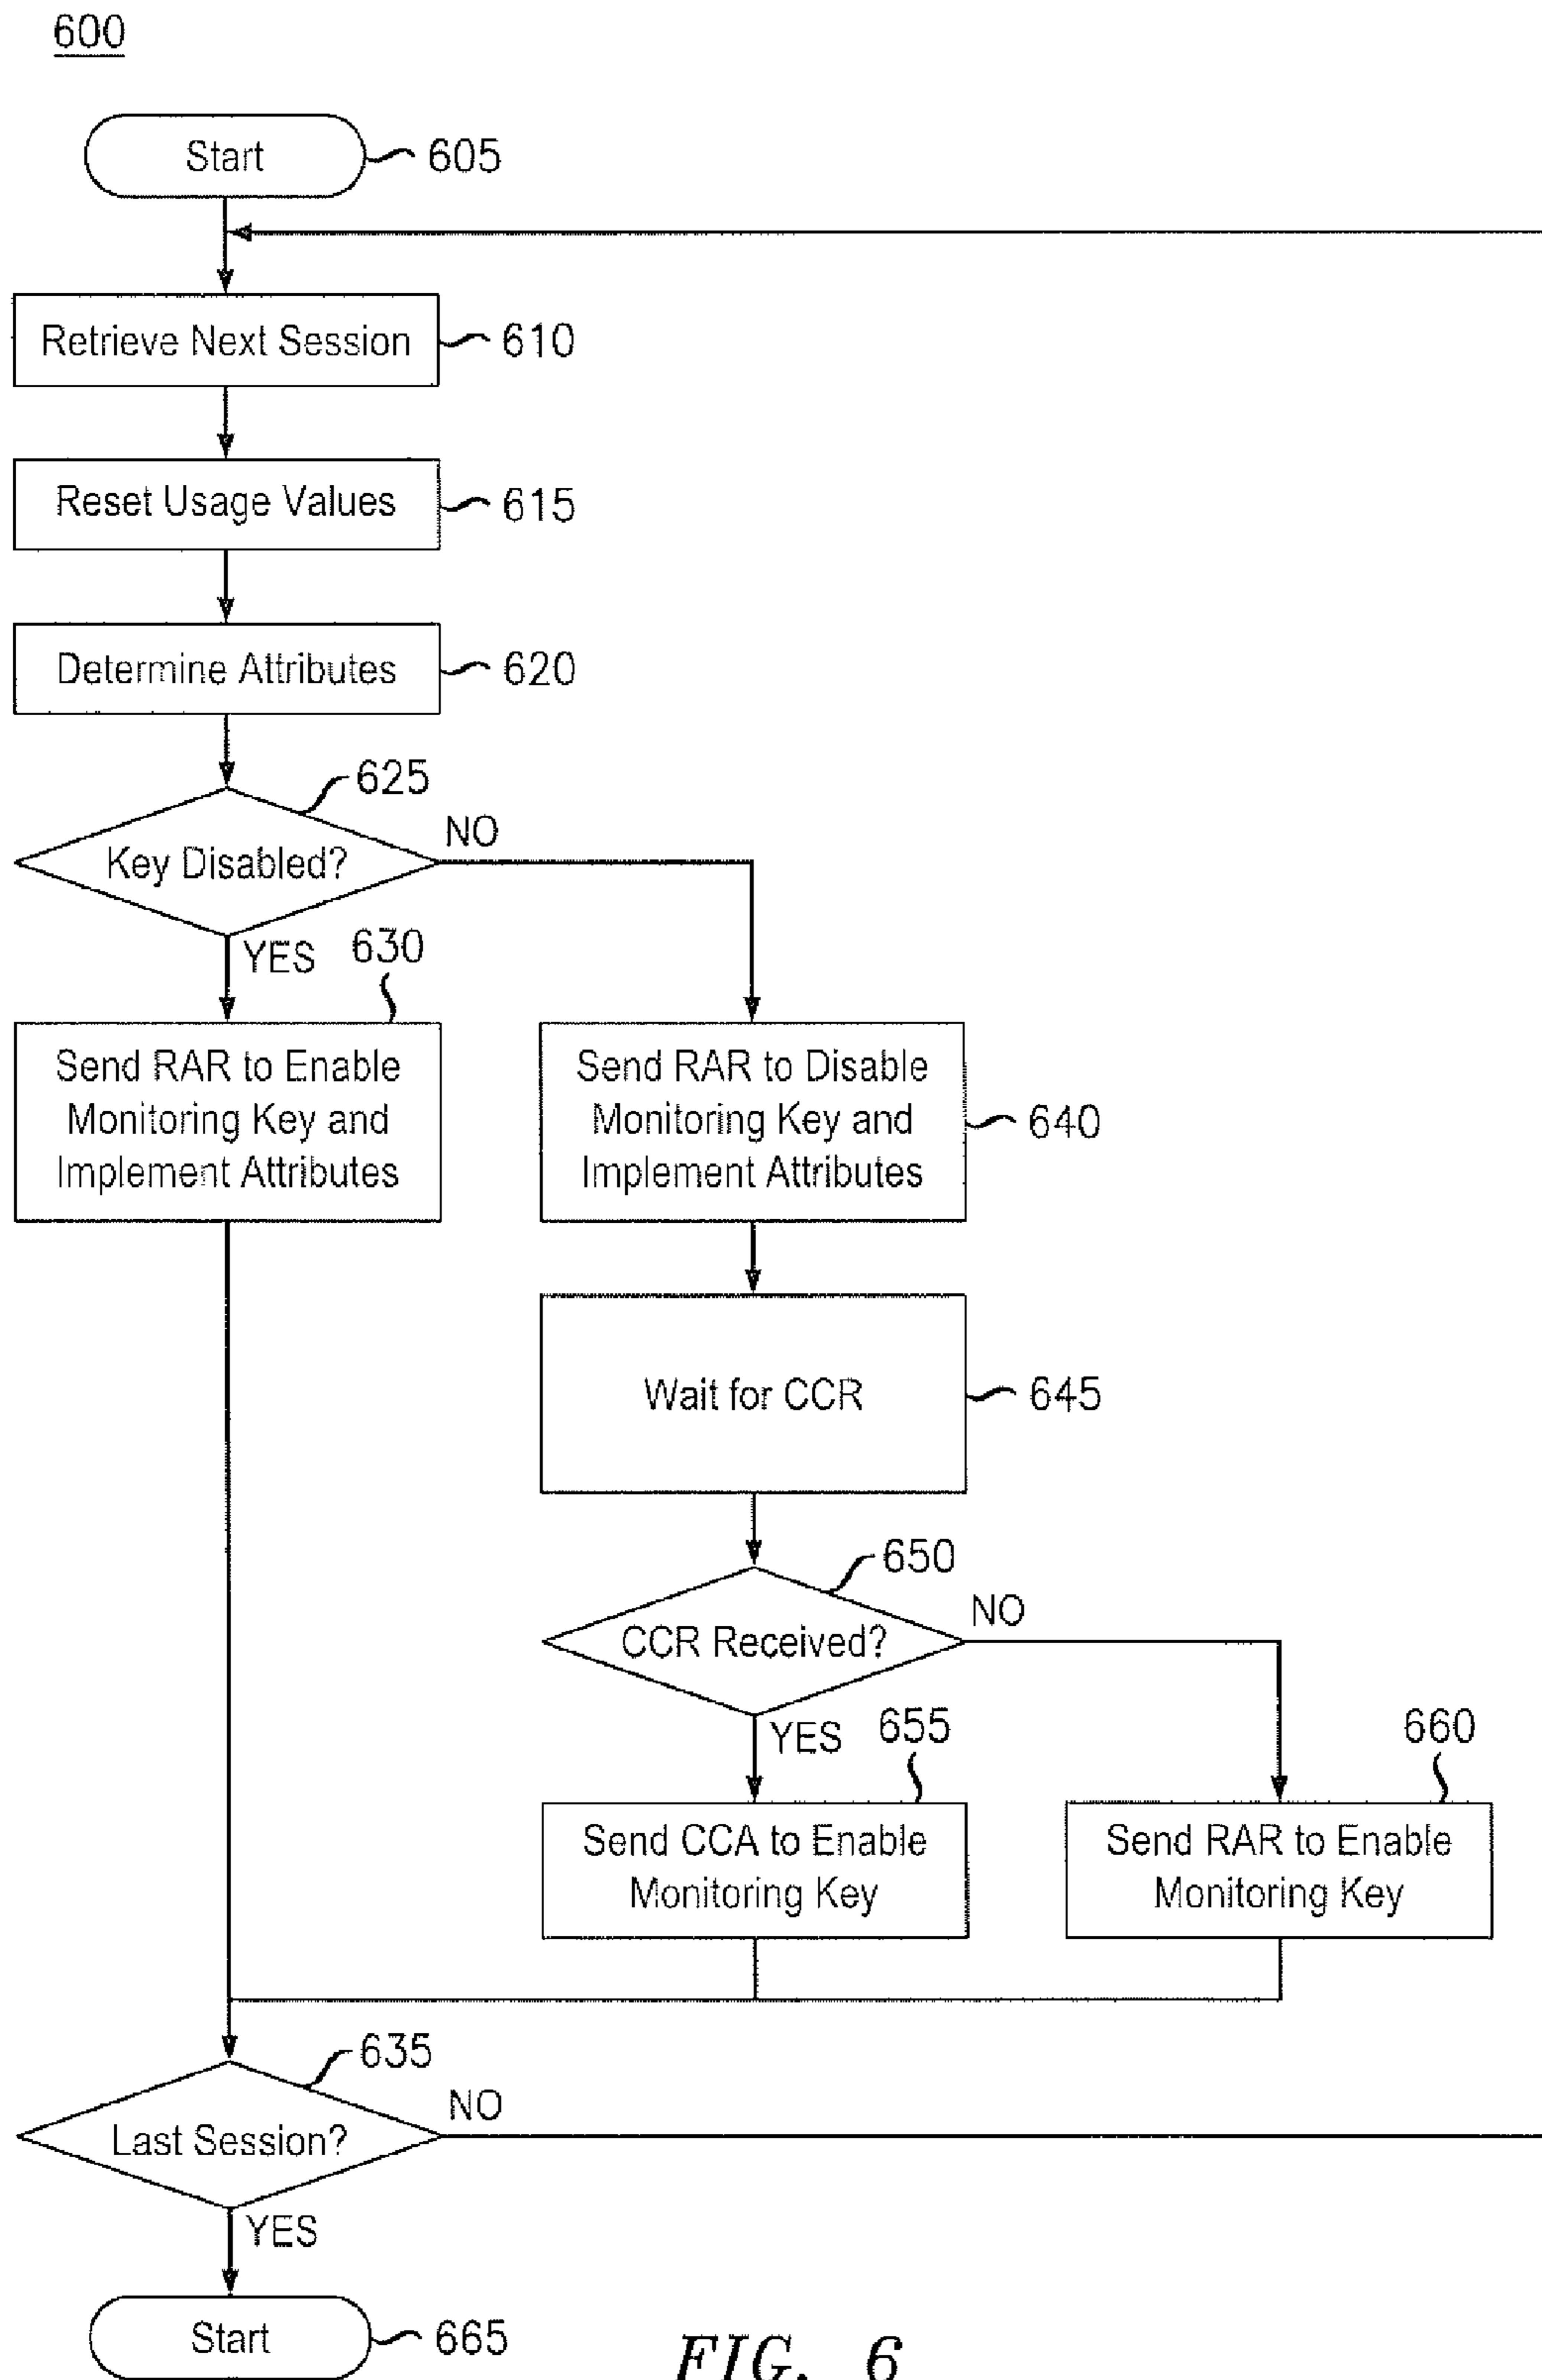 600
Start
605
Retrieve Next Session
610
Reset Usage Values
615
Determine Attributes
620
625
Key Disabled?
NO
YES
630
Send RAR to Enable
Monitoring Key and
Implement Attributes
Send RAR to Disable
Monitoring Key and
Implement Attributes
640
Wait for CCR
645
650
CCR Received?
NO
YES
655
660
Send CCA to Enable
Monitoring Key
Send RAR to Enable
Monitoring Key
635
Last Session?
NO
YES
Start
665
FIG. 6